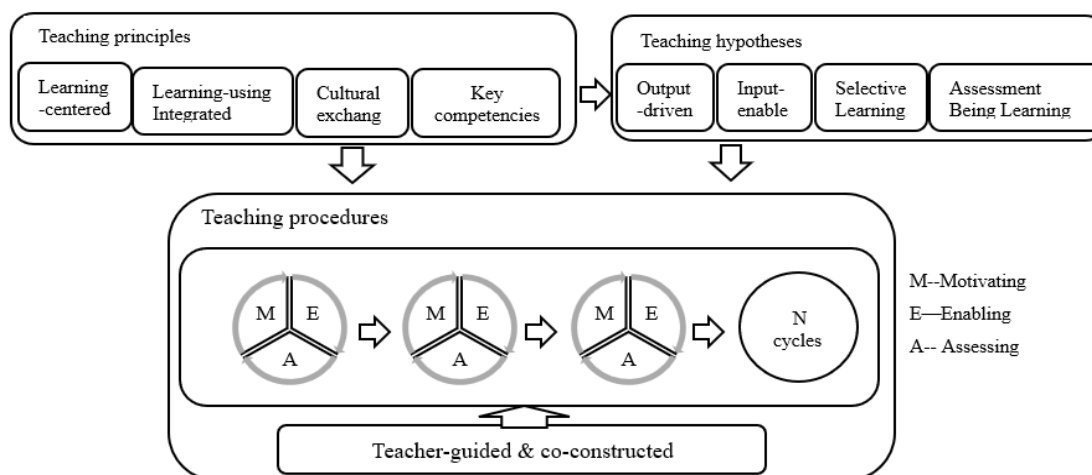 Teaching principles
Learning
-centered
Learning-using
Integrated
Cultural
exchang
Key
competencies
Teaching hypotheses
Output
-driven
Input-
enable
Selective
Learning
Assessment
Being Learning
Teaching procedures
M
E
A
M
E
A
M
E
A
N
cycles
M--Motivating
E—Enabling
A-- Assessing
Teacher-guided & co-constructed